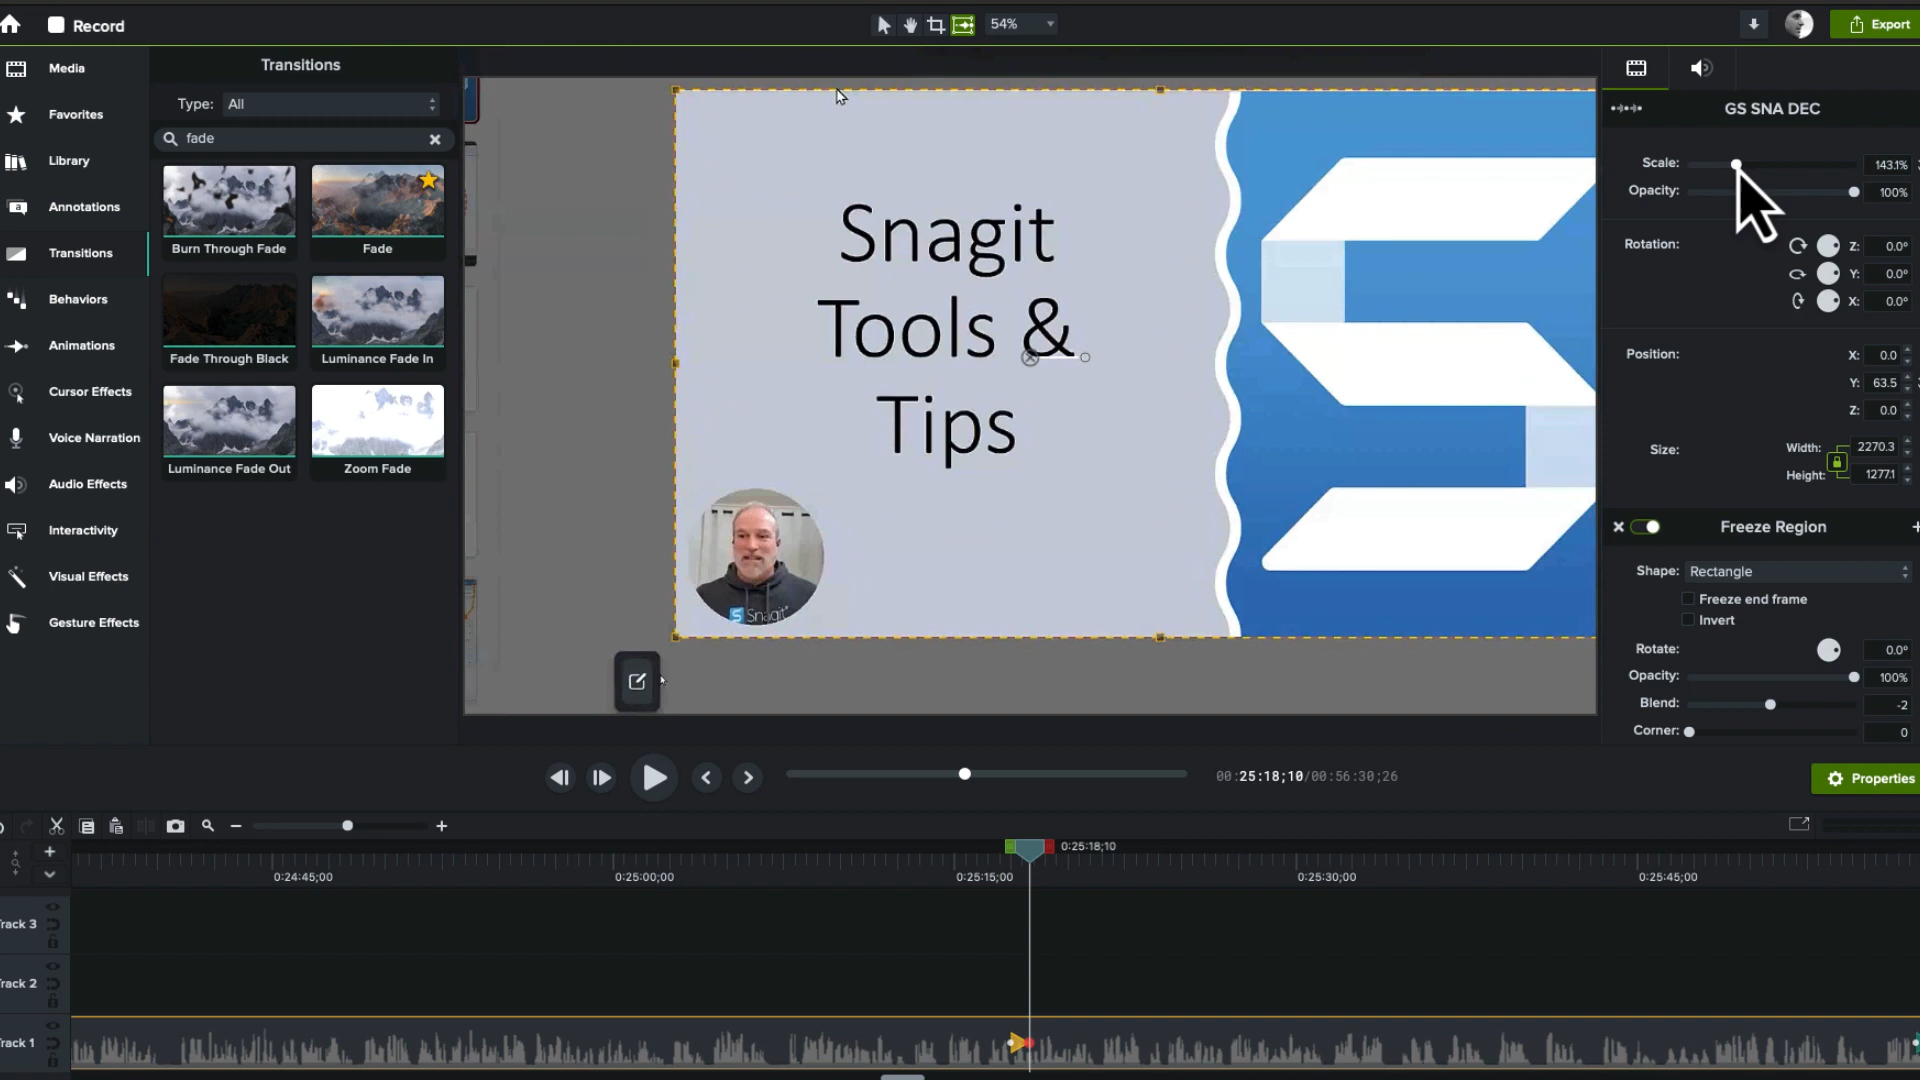 Record
54%
Export
Media
Favorites
Library
Annotations
Transitions
Behaviors
Animations
Cursor Effects
Voice Narration
Audio Effects
Interactivity
Visual Effects
Gesture Effects
Transitions
Type: All
fade
Burn Through Fade
Fade
Fade Through Black
Luminance Fade In
Luminance Fade Out
Zoom Fade
Snagit
Tools &
Tips
Snagit
GS SNA DEC
Scale: 143.1%
Opacity: 100%
Rotation: Z: 0.0°
Y: 0.0°
X: 0.0°
Position: X: 0.0
Y: 63.5
Z: 0.0
Size: Width: 2270.3
Height: 1277.1
Freeze Region
Shape: Rectangle
Freeze end frame
Invert
Rotate: 0.0°
Opacity: 100%
Blend: -2
Corner: 0
00:25:18;10/00:56:30;26
Properties
0:25:18;10
0:24:45;00
0:25:00;00
0:25:15;00
0:25:30;00
0:25:45;00
rack 3
rack 2
rack 1